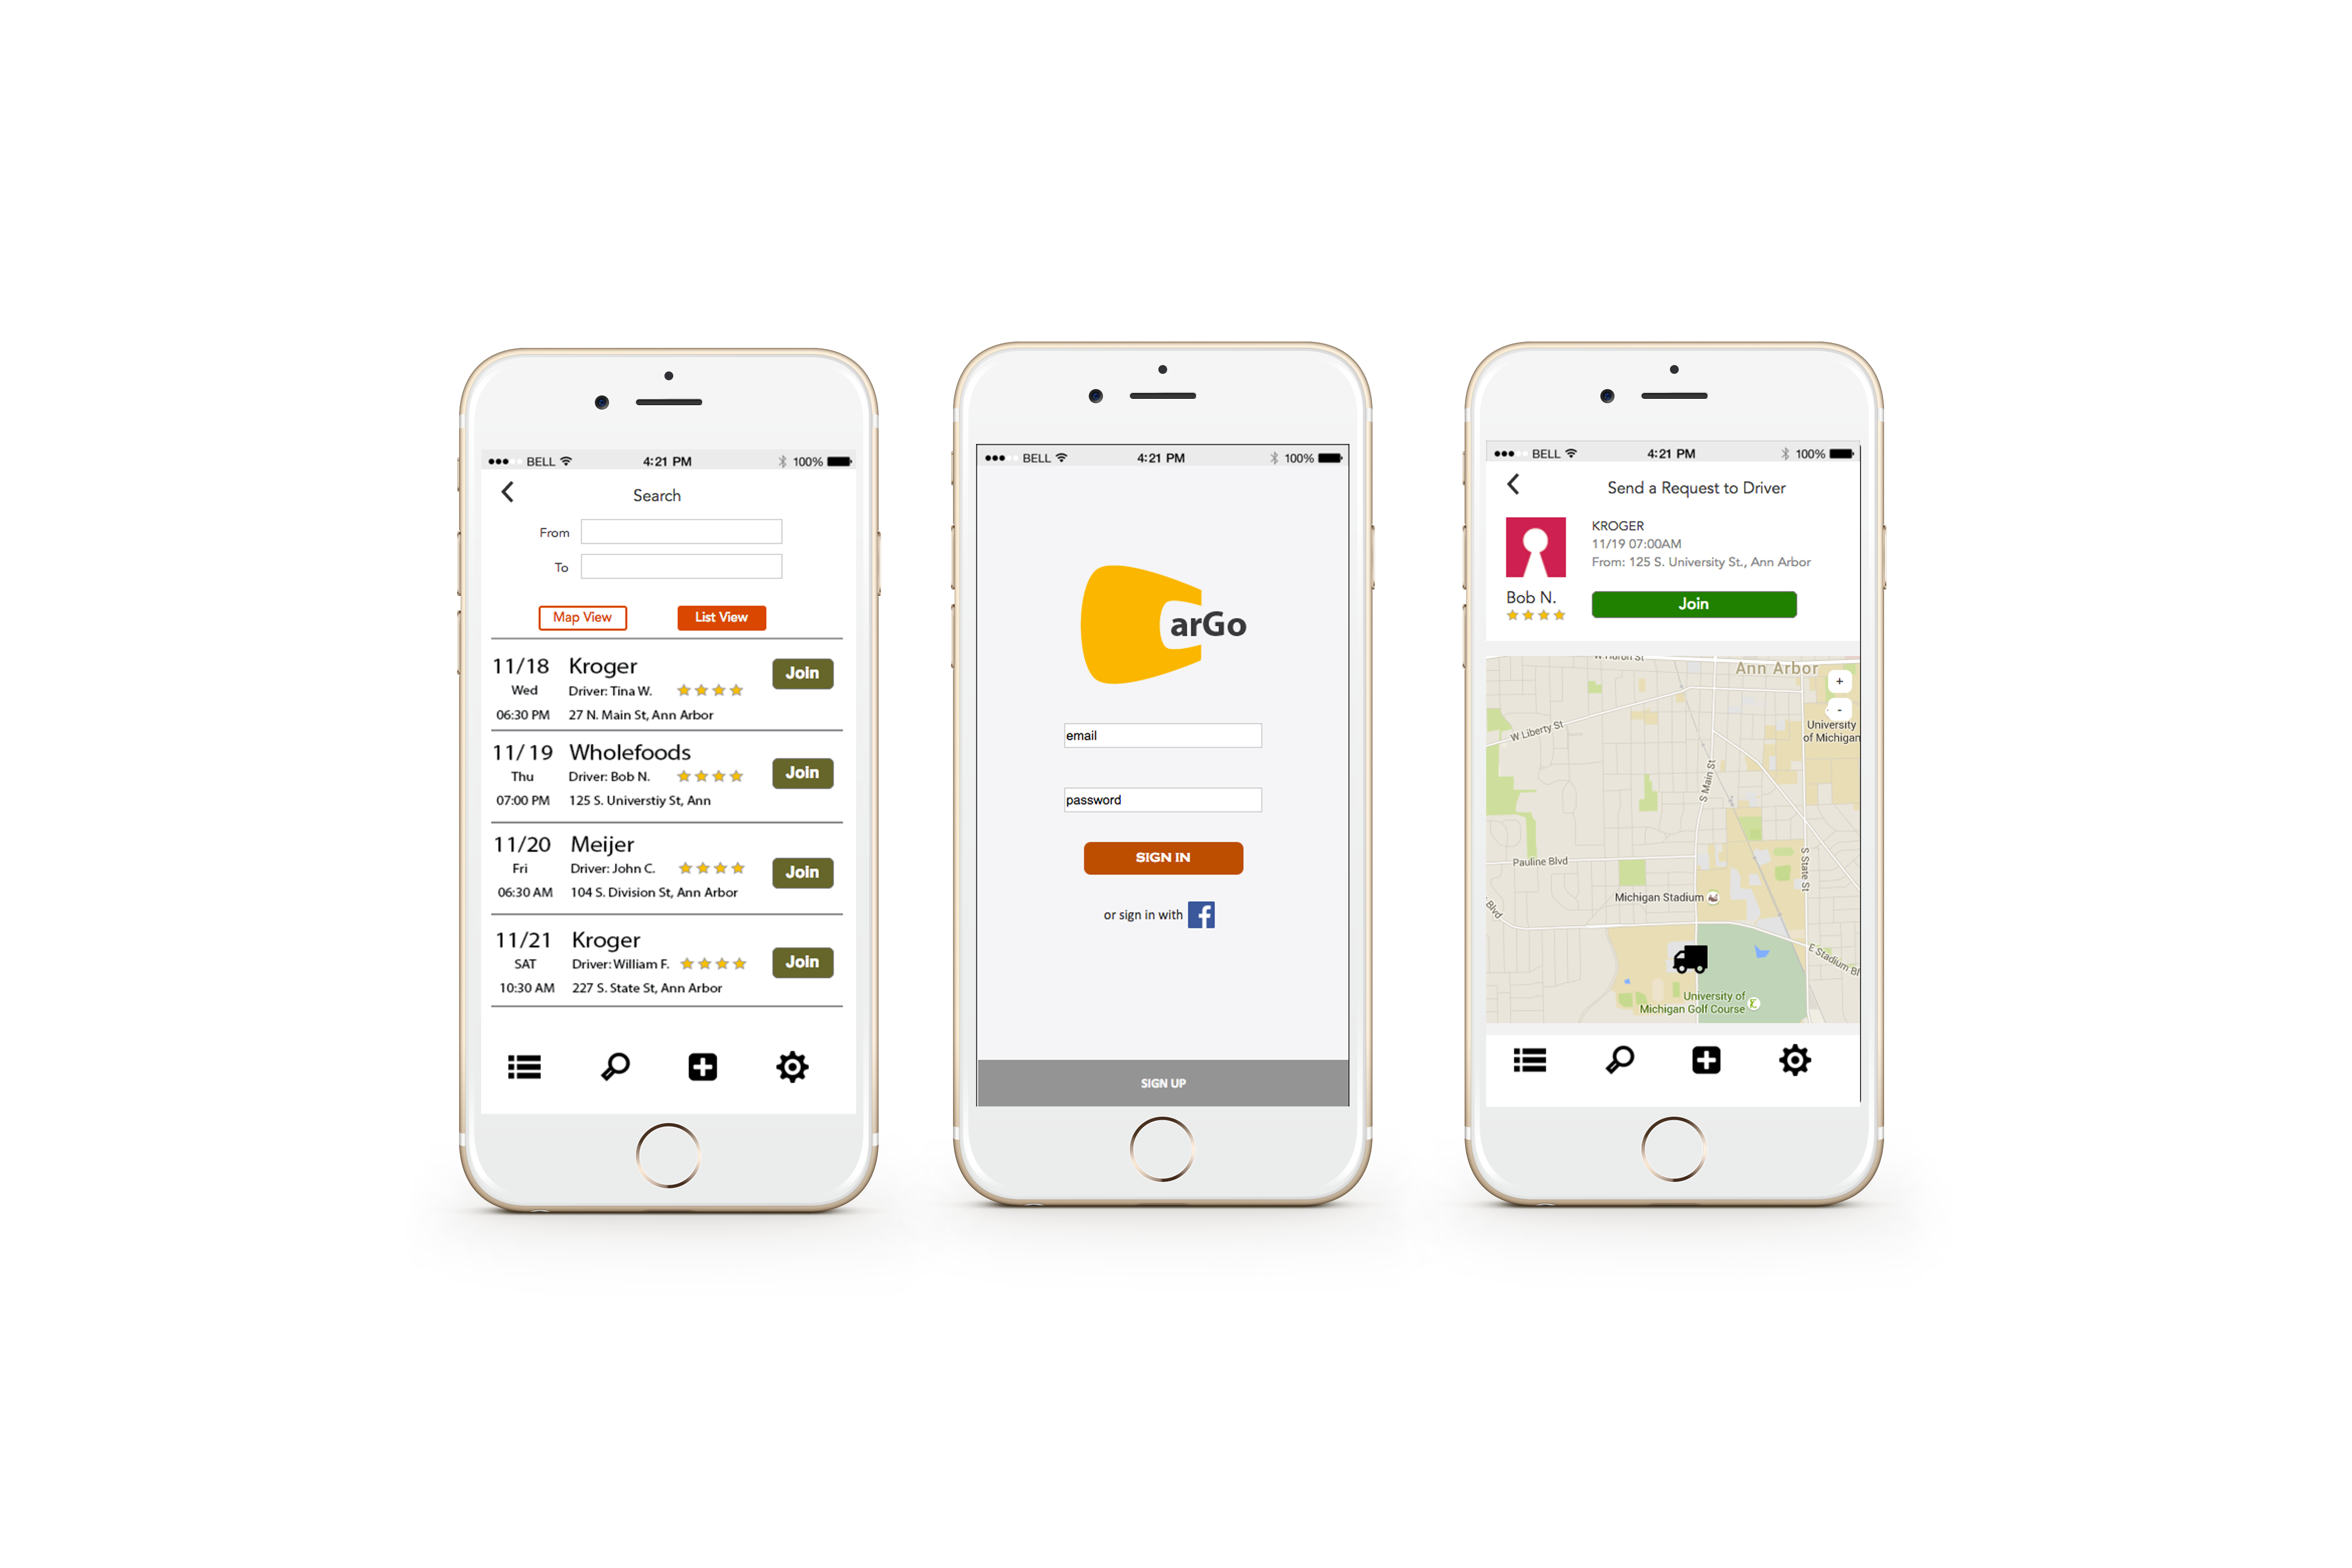 BELL 4:21 PM 100%
Search
From
To
Map View List View
11/18 Kroger Join
Wed Driver: Tina W.
06:30 PM 27 N. Main St, Ann Arbor
11/19 Wholefoods Join
Thu Driver: Bob N.
07:00 PM 125 S. Universtiy St, Ann
11/20 Meijer Join
Fri Driver: John C.
06:30 AM 104 S. Division St, Ann Arbor
11/21 Kroger Join
SAT Driver: William F.
10:30 AM 227 S. State St, Ann Arbor
BELL 4:21 PM 100%
arGo
email
password
SIGN IN
or sign in with f
SIGN UP
BELL 4:21 PM 100%
Send a Request to Driver
KROGER
11/19 07:00AM
From: 125 S. University St., Ann Arbor
Bob N.
Join
Ann Arbor
+
-
University
of Michigan
W Liberty St
S Main St
Pauline Blvd
S State St
Michigan Stadium
Blvd
E Stadium Bl
University of
Michigan Golf Course